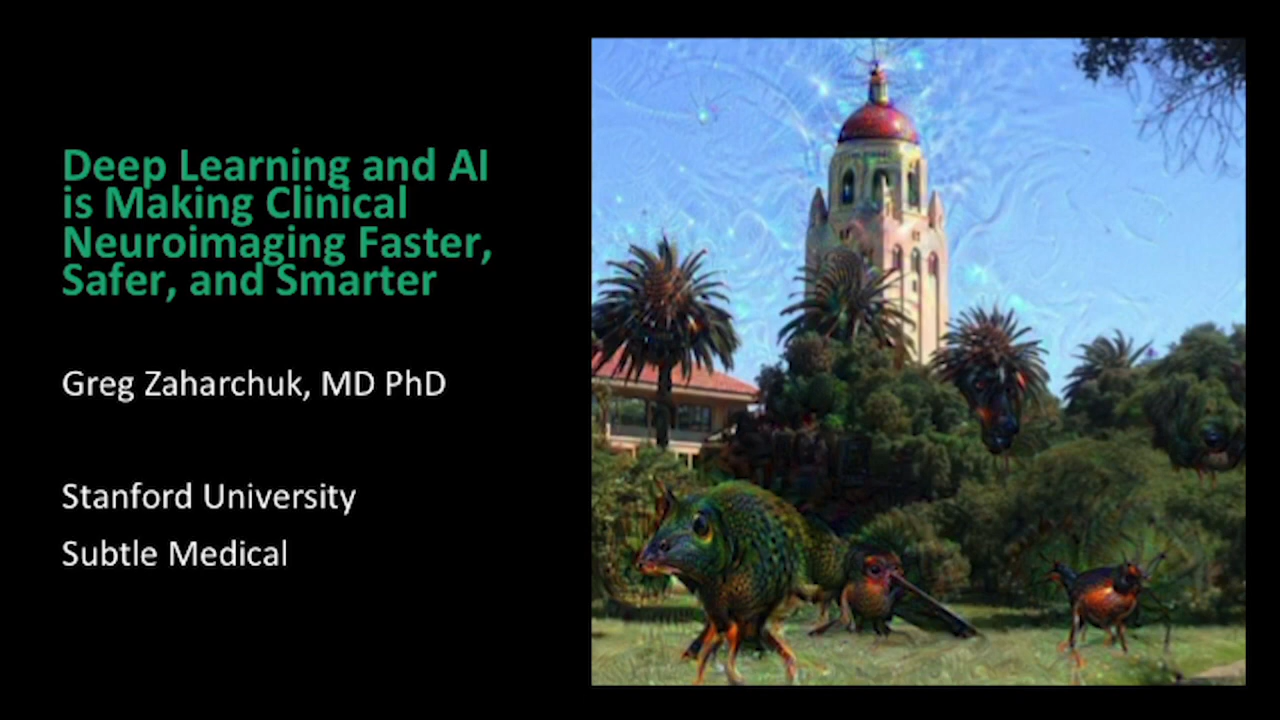 Deep Learning and AI
is Making Clinical
Neuroimaging Faster,
Safer, and Smarter
Greg Zaharchuk, MD PhD
Stanford University
Subtle Medical